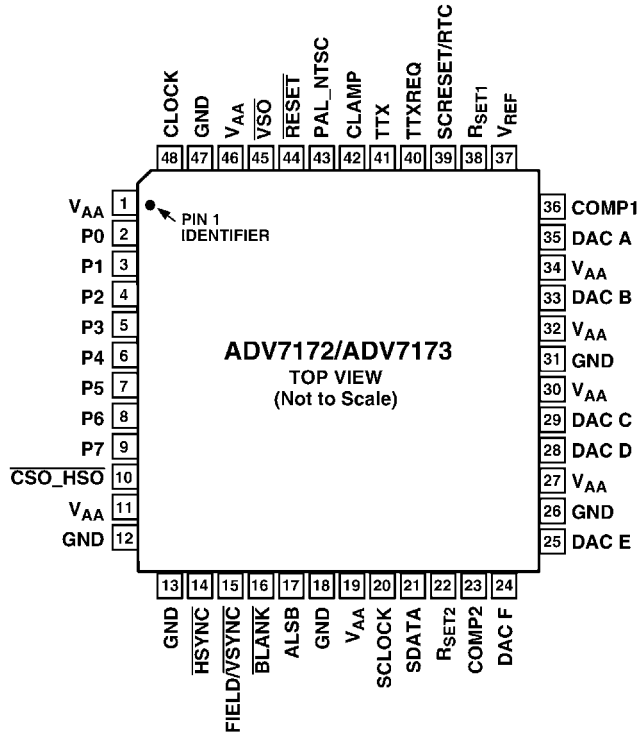 CLOCK
GND
VAA
VSO
RESET
PAL_NTSC
CLAMP
TTX
TTXREQ
SCRESET/RTC
RSET1
VREF
48 47 46 45 44 43 42 41 40 39 38 37
VAA 1
P0 2
P1 3
P2 4
P3 5
P4 6
P5 7
P6 8
P7 9
CSO_HSO 10
VAA 11
GND 12
PIN 1
IDENTIFIER
ADV7172/ADV7173
TOP VIEW
(Not to Scale)
36 COMP1
35 DAC A
34 VAA
33 DAC B
32 VAA
31 GND
30 VAA
29 DAC C
28 DAC D
27 VAA
26 GND
25 DAC E
13 14 15 16 17 18 19 20 21 22 23 24
GND
HSYNC
FIELD/VSYNC
BLANK
ALSB
GND
VAA
SCLOCK
SDATA
RSET2
COMP2
DAC F